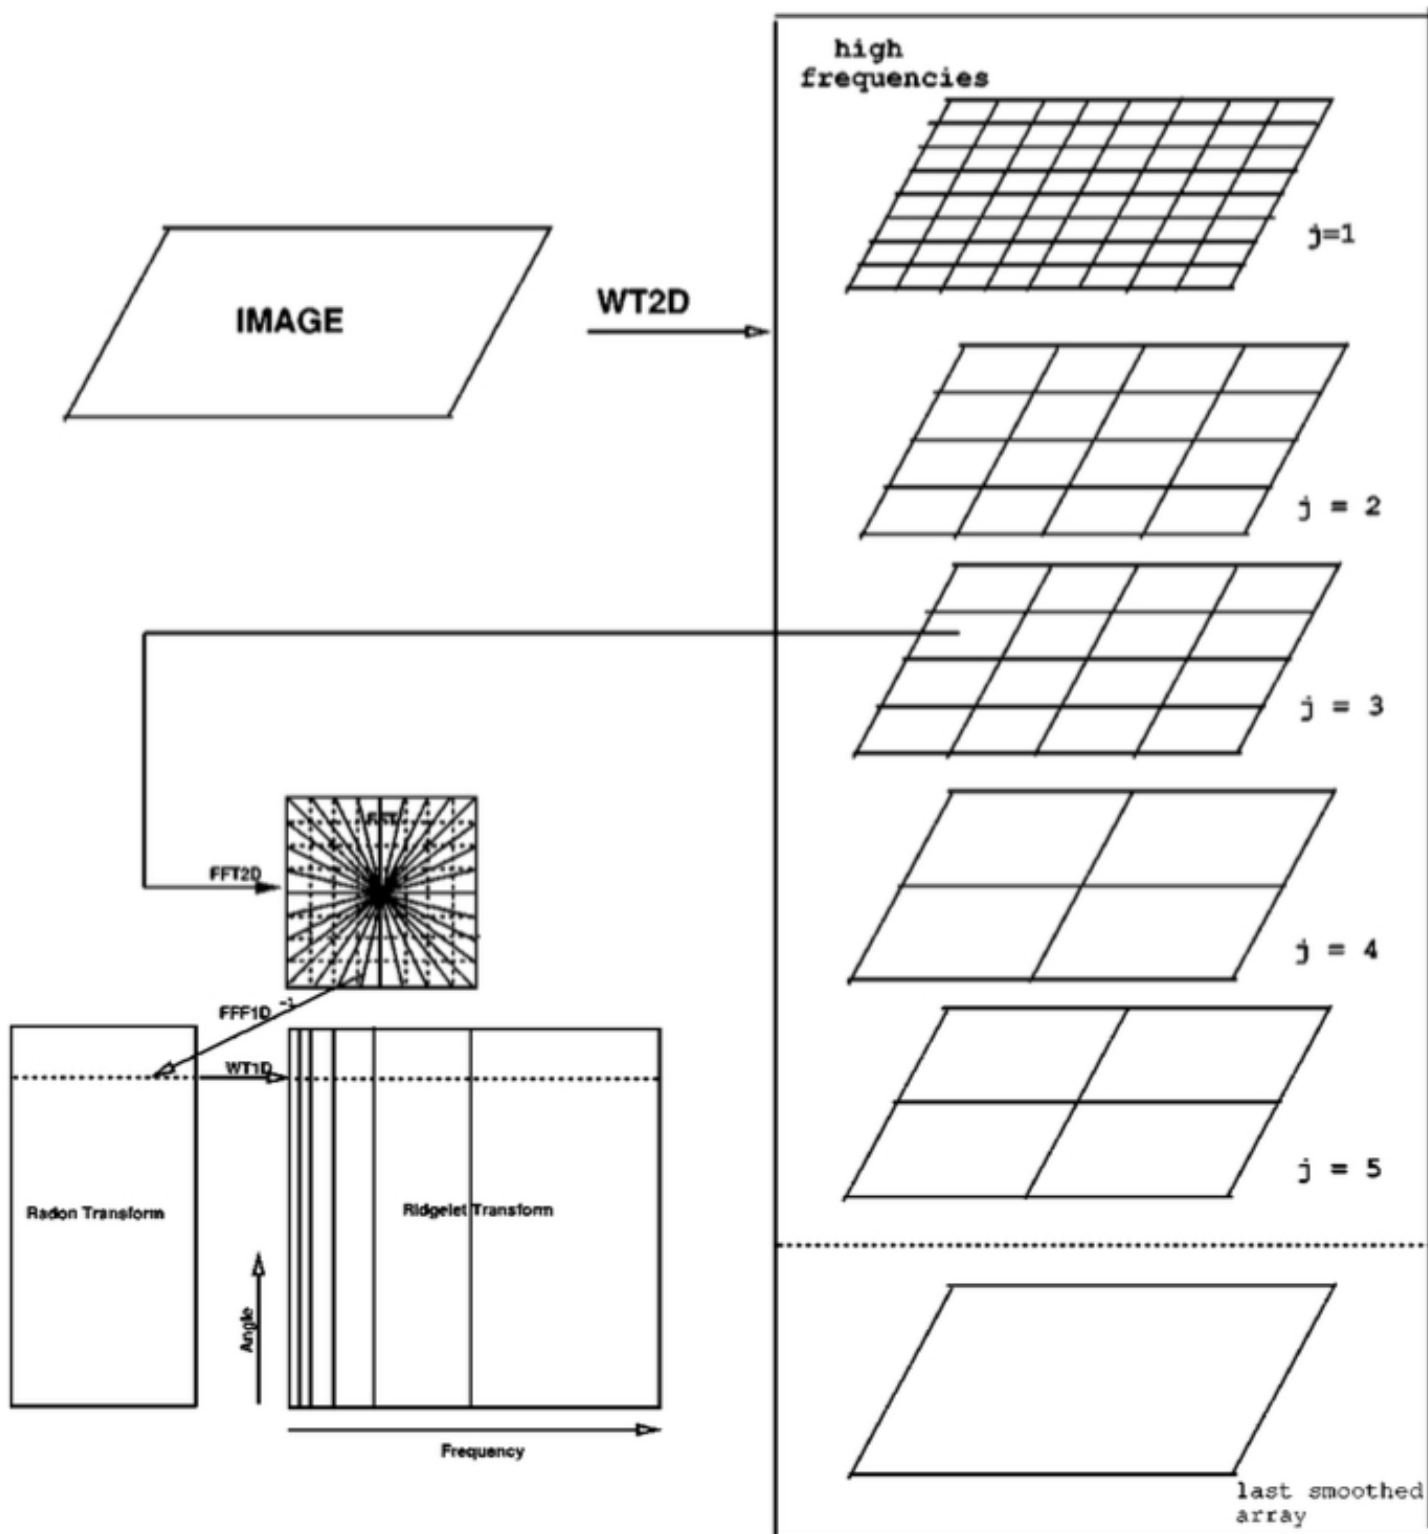 high
frequencies
j=1
IMAGE
WT2D
j = 2
j = 3
FFT
FFT2D
j = 4
FFF1D -1
WT1D
j = 5
Radon Transform
Ridgelet Transform
Angle
Frequency
last smoothed
array